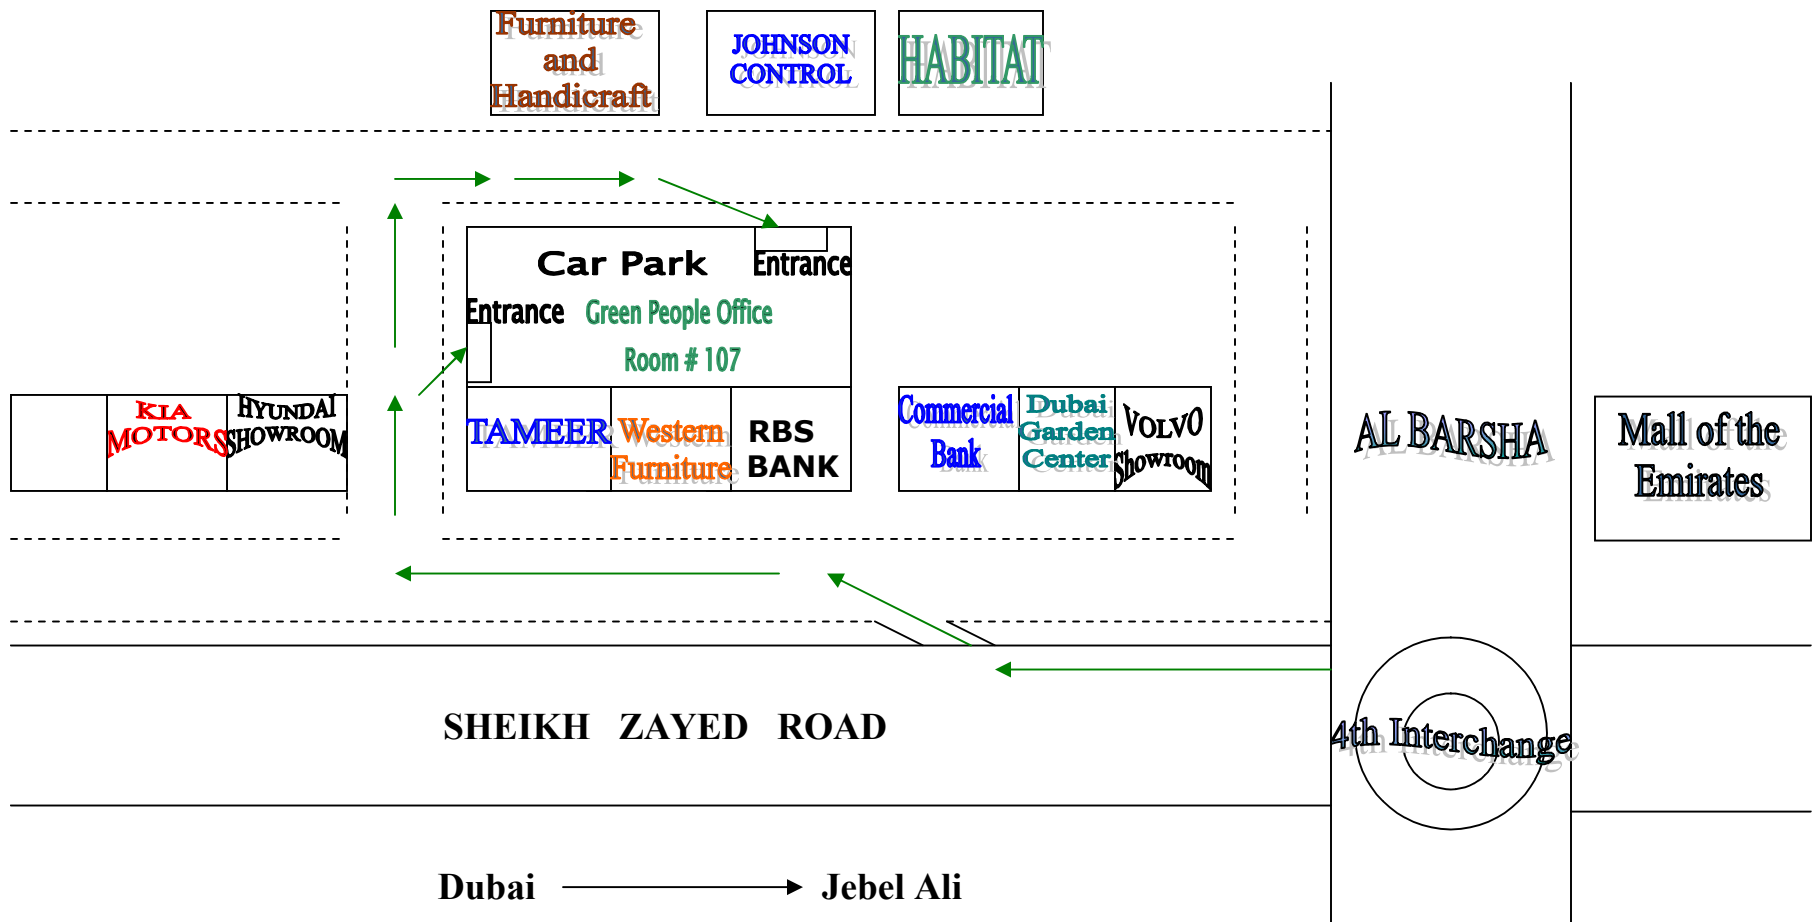 Furniture
and
Handicraft
JOHNSON
CONTROL
HABITAT
Car Park
Entrance
Entrance
Green People Office
Room # 107
KIA
MOTORS
HYUNDAI
SHOWROOM
TAMEER
Western
Furniture
RBS
BANK
Commercial
Bank
Dubai
Garden
Center
VOLVO
Showroom
AL BARSHA
Mall of the
Emirates
SHEIKH ZAYED ROAD
4th Interchange
Dubai
Jebel Ali